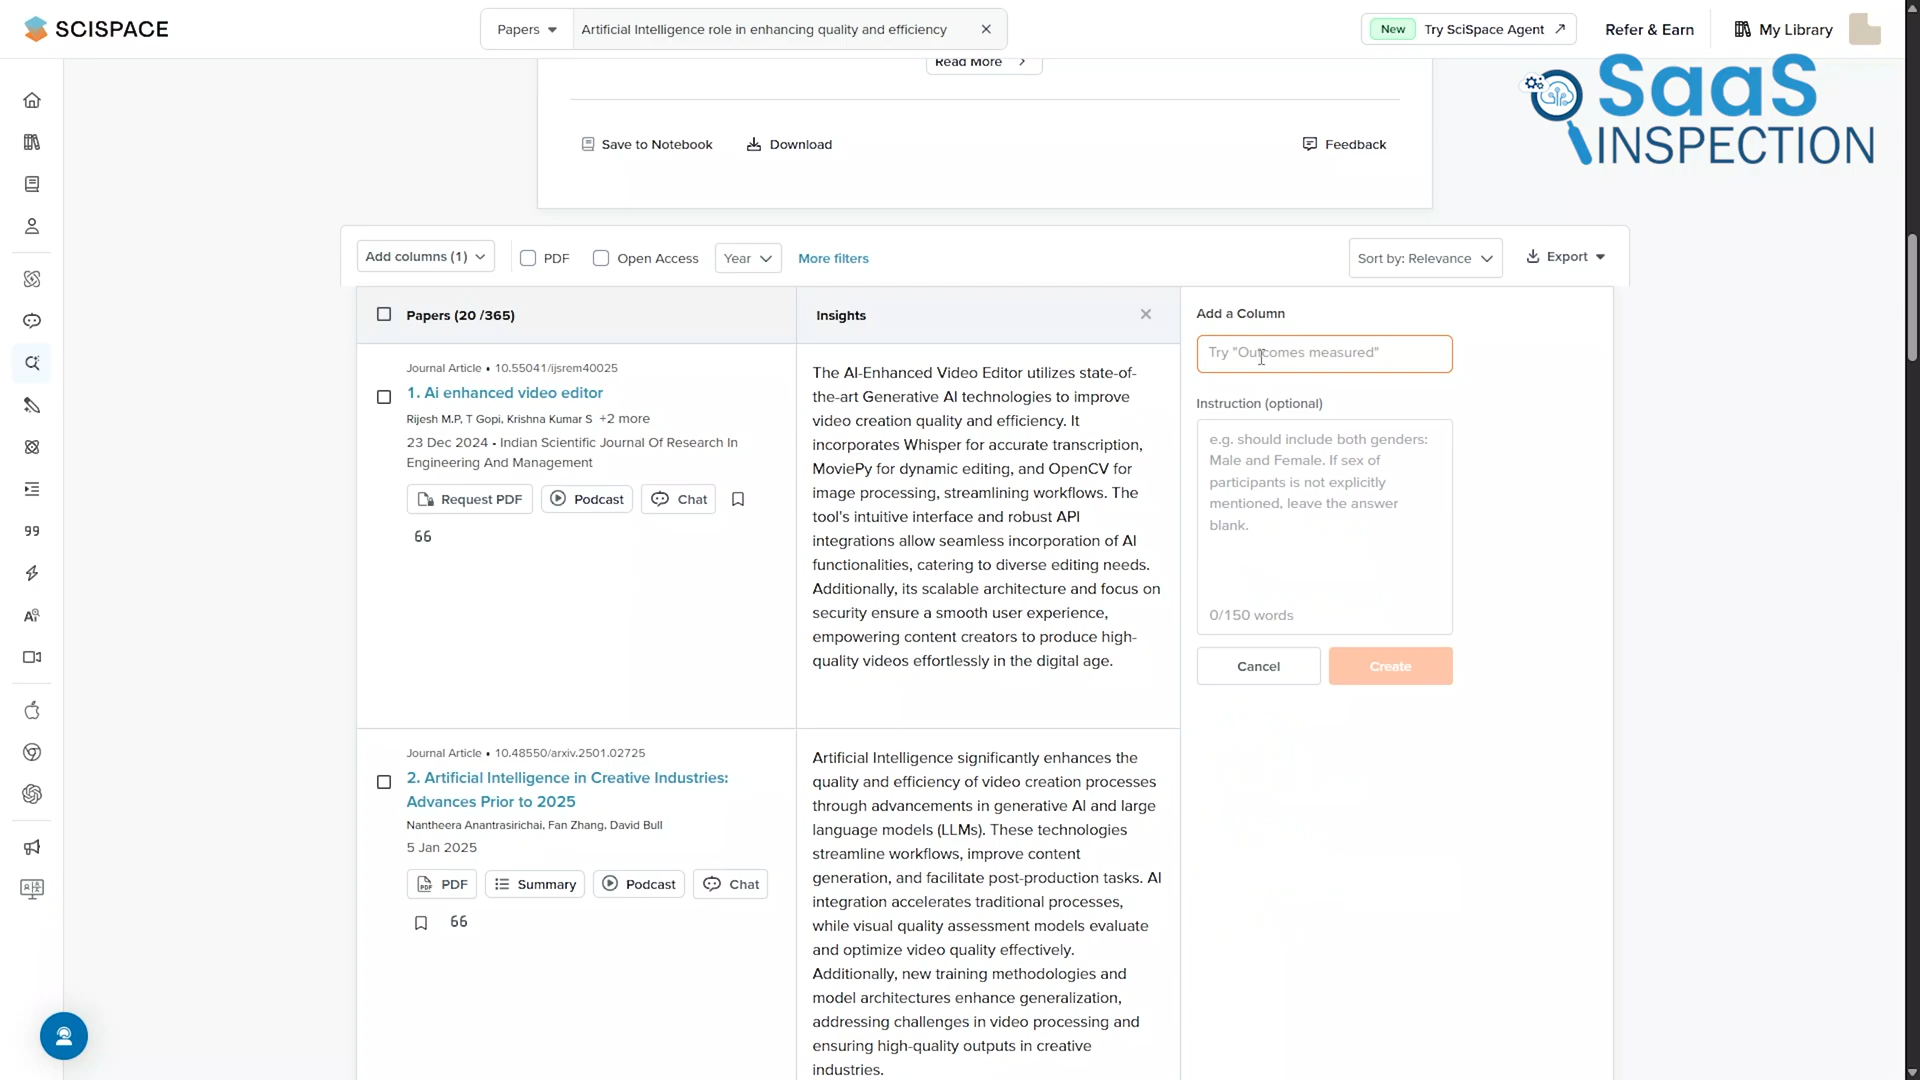 SCISPACE
Papers
Artificial Intelligence role in enhancing quality and efficiency
New Try SciSpace Agent
Refer & Earn
My Library
SaaS
INSPECTION
Read More
Save to Notebook
Download
Feedback
Add columns (1)
PDF
Open Access
Year
More filters
Sort by: Relevance
Export
Papers (20 /365)
Insights
Add a Column
Try "Outcomes measured"
Instruction (optional)
e.g. should include both genders:
Male and Female. If sex of
participants is not explicitly
mentioned, leave the answer
blank.
0/150 words
Cancel
Create
Journal Article • 10.55041/ijsrem40025
1. Ai enhanced video editor
Rijesh M.P, T Gopi, Krishna Kumar S +2 more
23 Dec 2024 - Indian Scientific Journal Of Research In
Engineering And Management
Request PDF
Podcast
Chat
The AI-Enhanced Video Editor utilizes state-of-
the-art Generative AI technologies to improve
video creation quality and efficiency. It
incorporates Whisper for accurate transcription,
MoviePy for dynamic editing, and OpenCV for
image processing, streamlining workflows. The
tool's intuitive interface and robust API
integrations allow seamless incorporation of AI
functionalities, catering to diverse editing needs.
Additionally, its scalable architecture and focus on
security ensure a smooth user experience,
empowering content creators to produce high-
quality videos effortlessly in the digital age.
Journal Article • 10.48550/arxiv.2501.02725
2. Artificial Intelligence in Creative Industries:
Advances Prior to 2025
Nantheera Anantrasirichai, Fan Zhang, David Bull
5 Jan 2025
PDF
Summary
Podcast
Chat
Artificial Intelligence significantly enhances the
quality and efficiency of video creation processes
through advancements in generative AI and large
language models (LLMs). These technologies
streamline workflows, improve content
generation, and facilitate post-production tasks. AI
integration accelerates traditional processes,
while visual quality assessment models evaluate
and optimize video quality effectively.
Additionally, new training methodologies and
model architectures enhance generalization,
addressing challenges in video processing and
ensuring high-quality outputs in creative
industries.